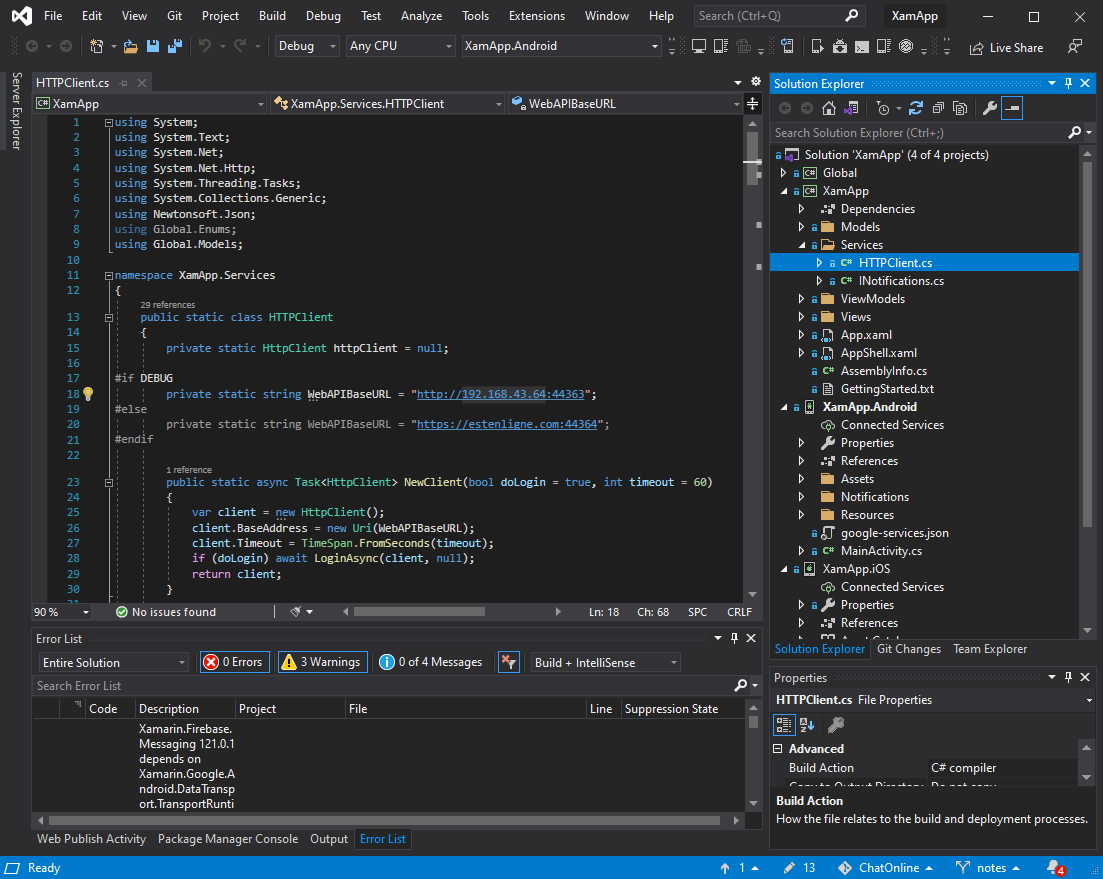 File Edit View Git Project Build Debug Test Analyze Tools Extensions Window Help Search (Ctrl+Q) XamApp
Debug Any CPU XamApp.Android Live Share
Server Explorer
HTTPClient.cs
XamApp XamApp.Services.HTTPClient WebAPIBaseURL
1 using System;
2 using System.Text;
3 using System.Net;
4 using System.Net.Http;
5 using System.Threading.Tasks;
6 using System.Collections.Generic;
7 using Newtonsoft.Json;
8 using Global.Enums;
9 using Global.Models;
10
11 namespace XamApp.Services
12 {
29 references
13 public static class HTTPClient
14 {
15 private static HttpClient httpClient = null;
16
17 #if DEBUG
18 private static string WebAPIBaseURL = "http://192.168.43.64:44363";
19 #else
20 private static string WebAPIBaseURL = "https://estenligne.com:44364";
21 #endif
22
1 reference
23 public static async Task<HttpClient> NewClient(bool doLogin = true, int timeout = 60)
24 {
25 var client = new HttpClient();
26 client.BaseAddress = new Uri(WebAPIBaseURL);
27 client.Timeout = TimeSpan.FromSeconds(timeout);
28 if (doLogin) await LoginAsync(client, null);
29 return client;
30 }
90 % No issues found Ln: 18 Ch: 68 SPC CRLF
Error List
Entire Solution 0 Errors 3 Warnings 0 of 4 Messages Build + IntelliSense
Search Error List
Code Description Project File Line Suppression State
Xamarin.Firebase.
Messaging 121.0.1
depends on
Xamarin.Google.A
ndroid.DataTransp
ort.TransportRunti
Web Publish Activity Package Manager Console Output Error List
Solution Explorer
Search Solution Explorer (Ctrl+;)
Solution 'XamApp' (4 of 4 projects)
C# Global
C# XamApp
Dependencies
Models
Services
C# HTTPClient.cs
C# INotifications.cs
ViewModels
Views
App.xaml
AppShell.xaml
C# AssemblyInfo.cs
GettingStarted.txt
XamApp.Android
Connected Services
Properties
References
Assets
Notifications
Resources
google-services.json
C# MainActivity.cs
XamApp.iOS
Connected Services
Properties
References
Solution Explorer Git Changes Team Explorer
Properties
HTTPClient.cs File Properties
Advanced
Build Action C# compiler
Copy to Output Directory Do not copy
Build Action
How the file relates to the build and deployment processes.
Ready 1 13 ChatOnline notes 4